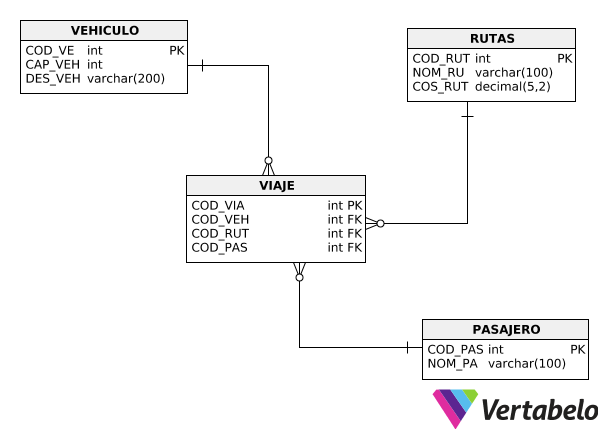 VEHICULO
COD_VE int PK
CAP_VEH int
DES_VEH varchar(200)
RUTAS
COD_RUT int PK
NOM_RU varchar(100)
COS_RUT decimal(5,2)
VIAJE
COD_VIA int PK
COD_VEH int FK
COD_RUT int FK
COD_PAS int FK
PASAJERO
COD_PAS int PK
NOM_PA varchar(100)
Vertabelo